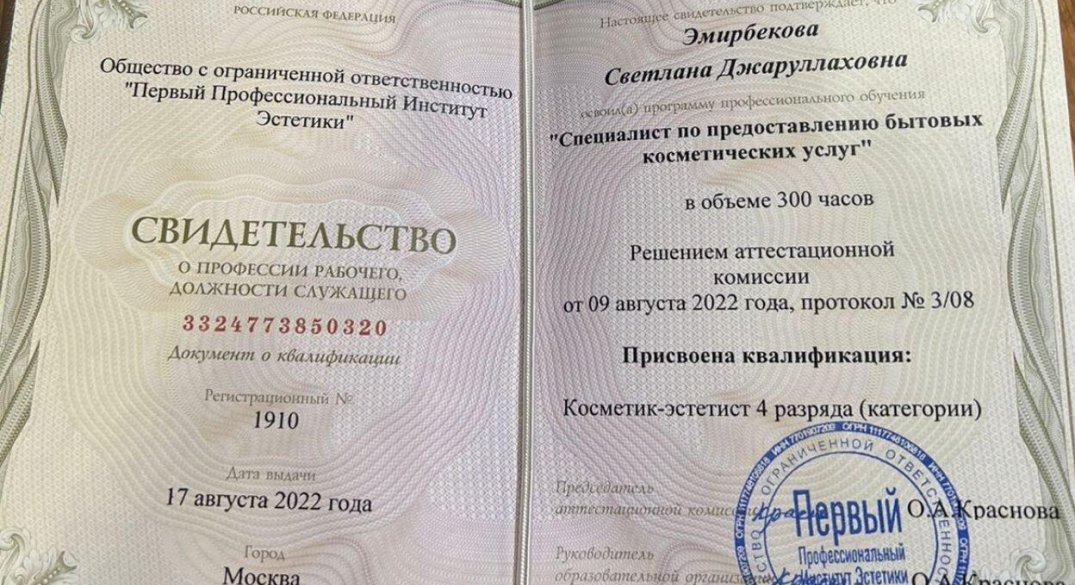 РОССИЙСКАЯ ФЕДЕРАЦИЯ
Общество с ограниченной ответственностью
"Первый Профессиональный Институт
Эстетики"
СВИДЕТЕЛЬСТВО
О ПРОФЕССИИ РАБОЧЕГО,
ДОЛЖНОСТИ СЛУЖАЩЕГО
3324773850320
Документ о квалификации
Регистрационный №
1910
Дата выдачи
17 августа 2022 года
Город
Москва
Настоящее свидетельство подтверждает, что
Эмирбекова
Светлана Джаруллаховна
освоил(а) программу профессионального обучения
"Специалист по предоставлению бытовых
косметических услуг"
в объеме 300 часов
Решением аттестационной
комиссии
от 09 августа 2022 года, протокол № 3/08
Присвоена квалификация:
Косметик-эстетист 4 разряда (категории)
Председатель
аттестационной комиссии
О.А.Краснова
Руководитель
образовательной организации
О.А.Краснова
Первый
Профессиональный
Институт Эстетики